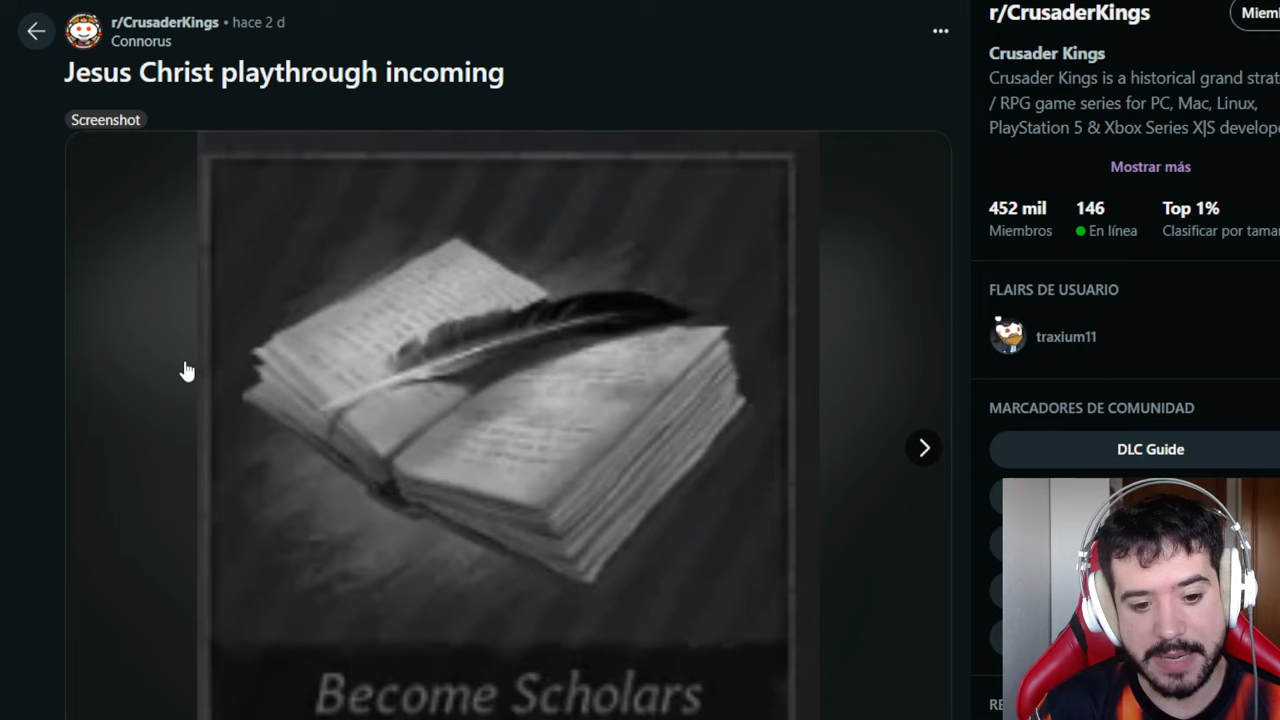 r/CrusaderKings • hace 2 d
Connorus
Jesus Christ playthrough incoming
Screenshot
Become Scholars
r/CrusaderKings
Crusader Kings
Crusader Kings is a historical grand strat
/ RPG game series for PC, Mac, Linux,
PlayStation 5 & Xbox Series X|S develope
Mostrar más
452 mil
Miembros
146
En línea
Top 1%
Clasificar por tama
FLAIRS DE USUARIO
traxium11
MARCADORES DE COMUNIDAD
DLC Guide
RE